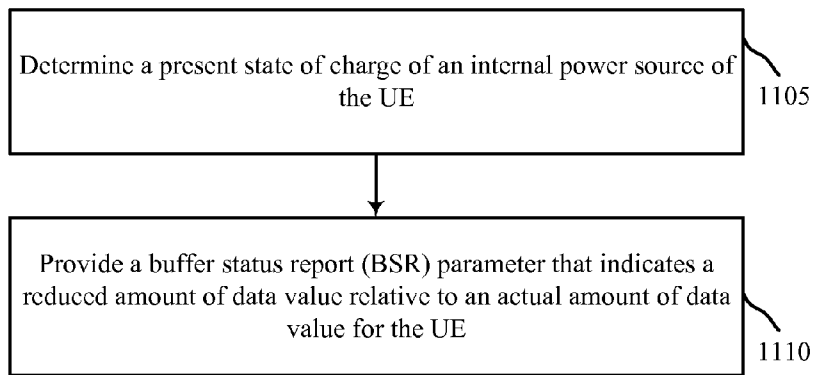 Determine a present state of charge of an internal power source of
the UE
1105
Provide a buffer status report (BSR) parameter that indicates a
reduced amount of data value relative to an actual amount of data
value for the UE
1110